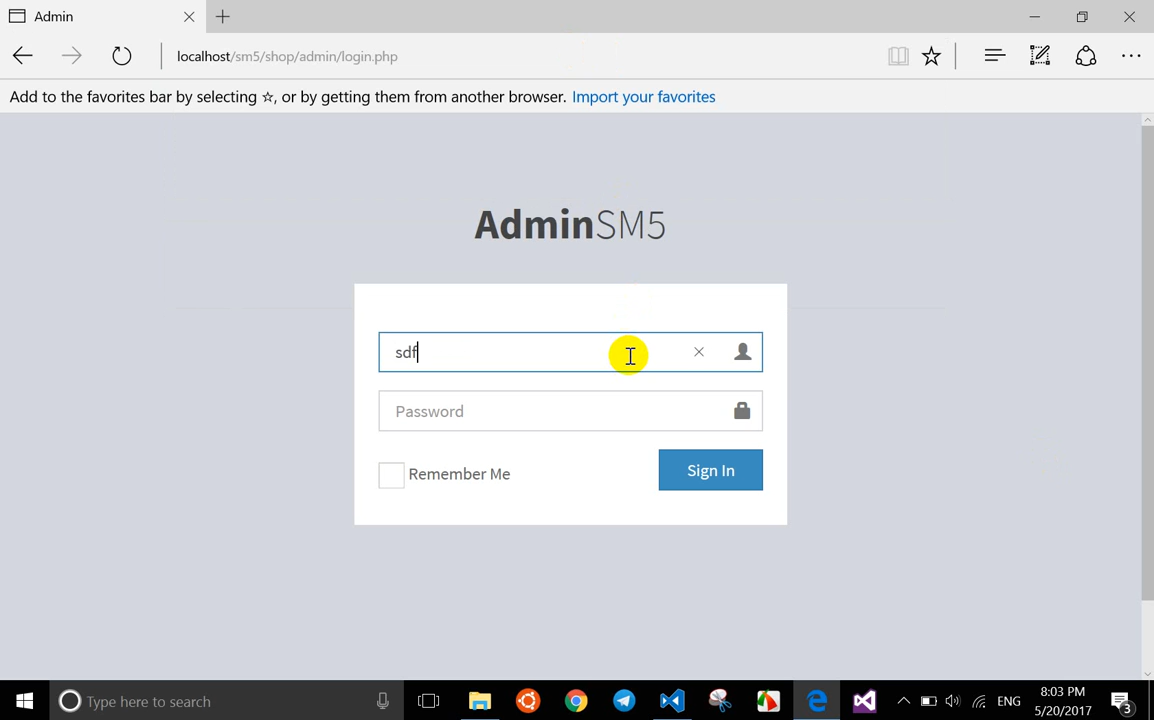 Admin
localhost/sm5/shop/admin/login.php
Add to the favorites bar by selecting ☆, or by getting them from another browser. Import your favorites
AdminSM5
sdf
Password
Remember Me
Sign In
Type here to search
ENG
8:03 PM
5/20/2017
3